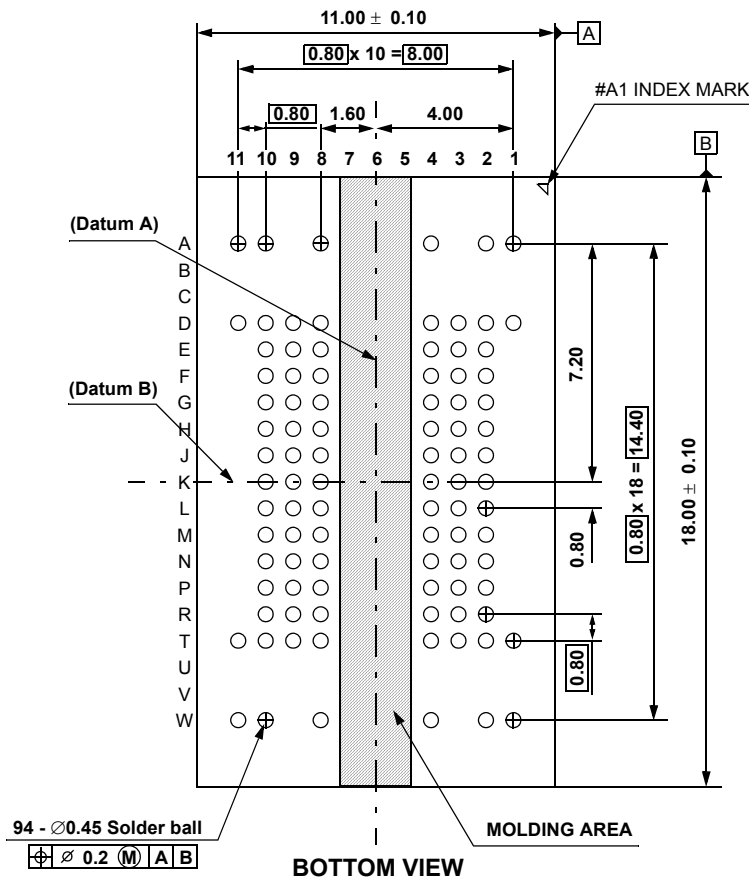 11.00 ± 0.10
A
0.80 x 10 = 8.00
#A1 INDEX MARK
0.80 1.60 4.00
B
11 10 9 8 7 6 5 4 3 2 1
(Datum A)
A
B
C
D
E
F
(Datum B)
G
H
J
K
L
M
N
P
R
T
U
V
W
7.20
0.80
0.80
0.80 x 18 = 14.40
18.00 ± 0.10
94 - ∅0.45 Solder ball
⌖ ∅ 0.2 Ⓜ A B
MOLDING AREA
BOTTOM VIEW